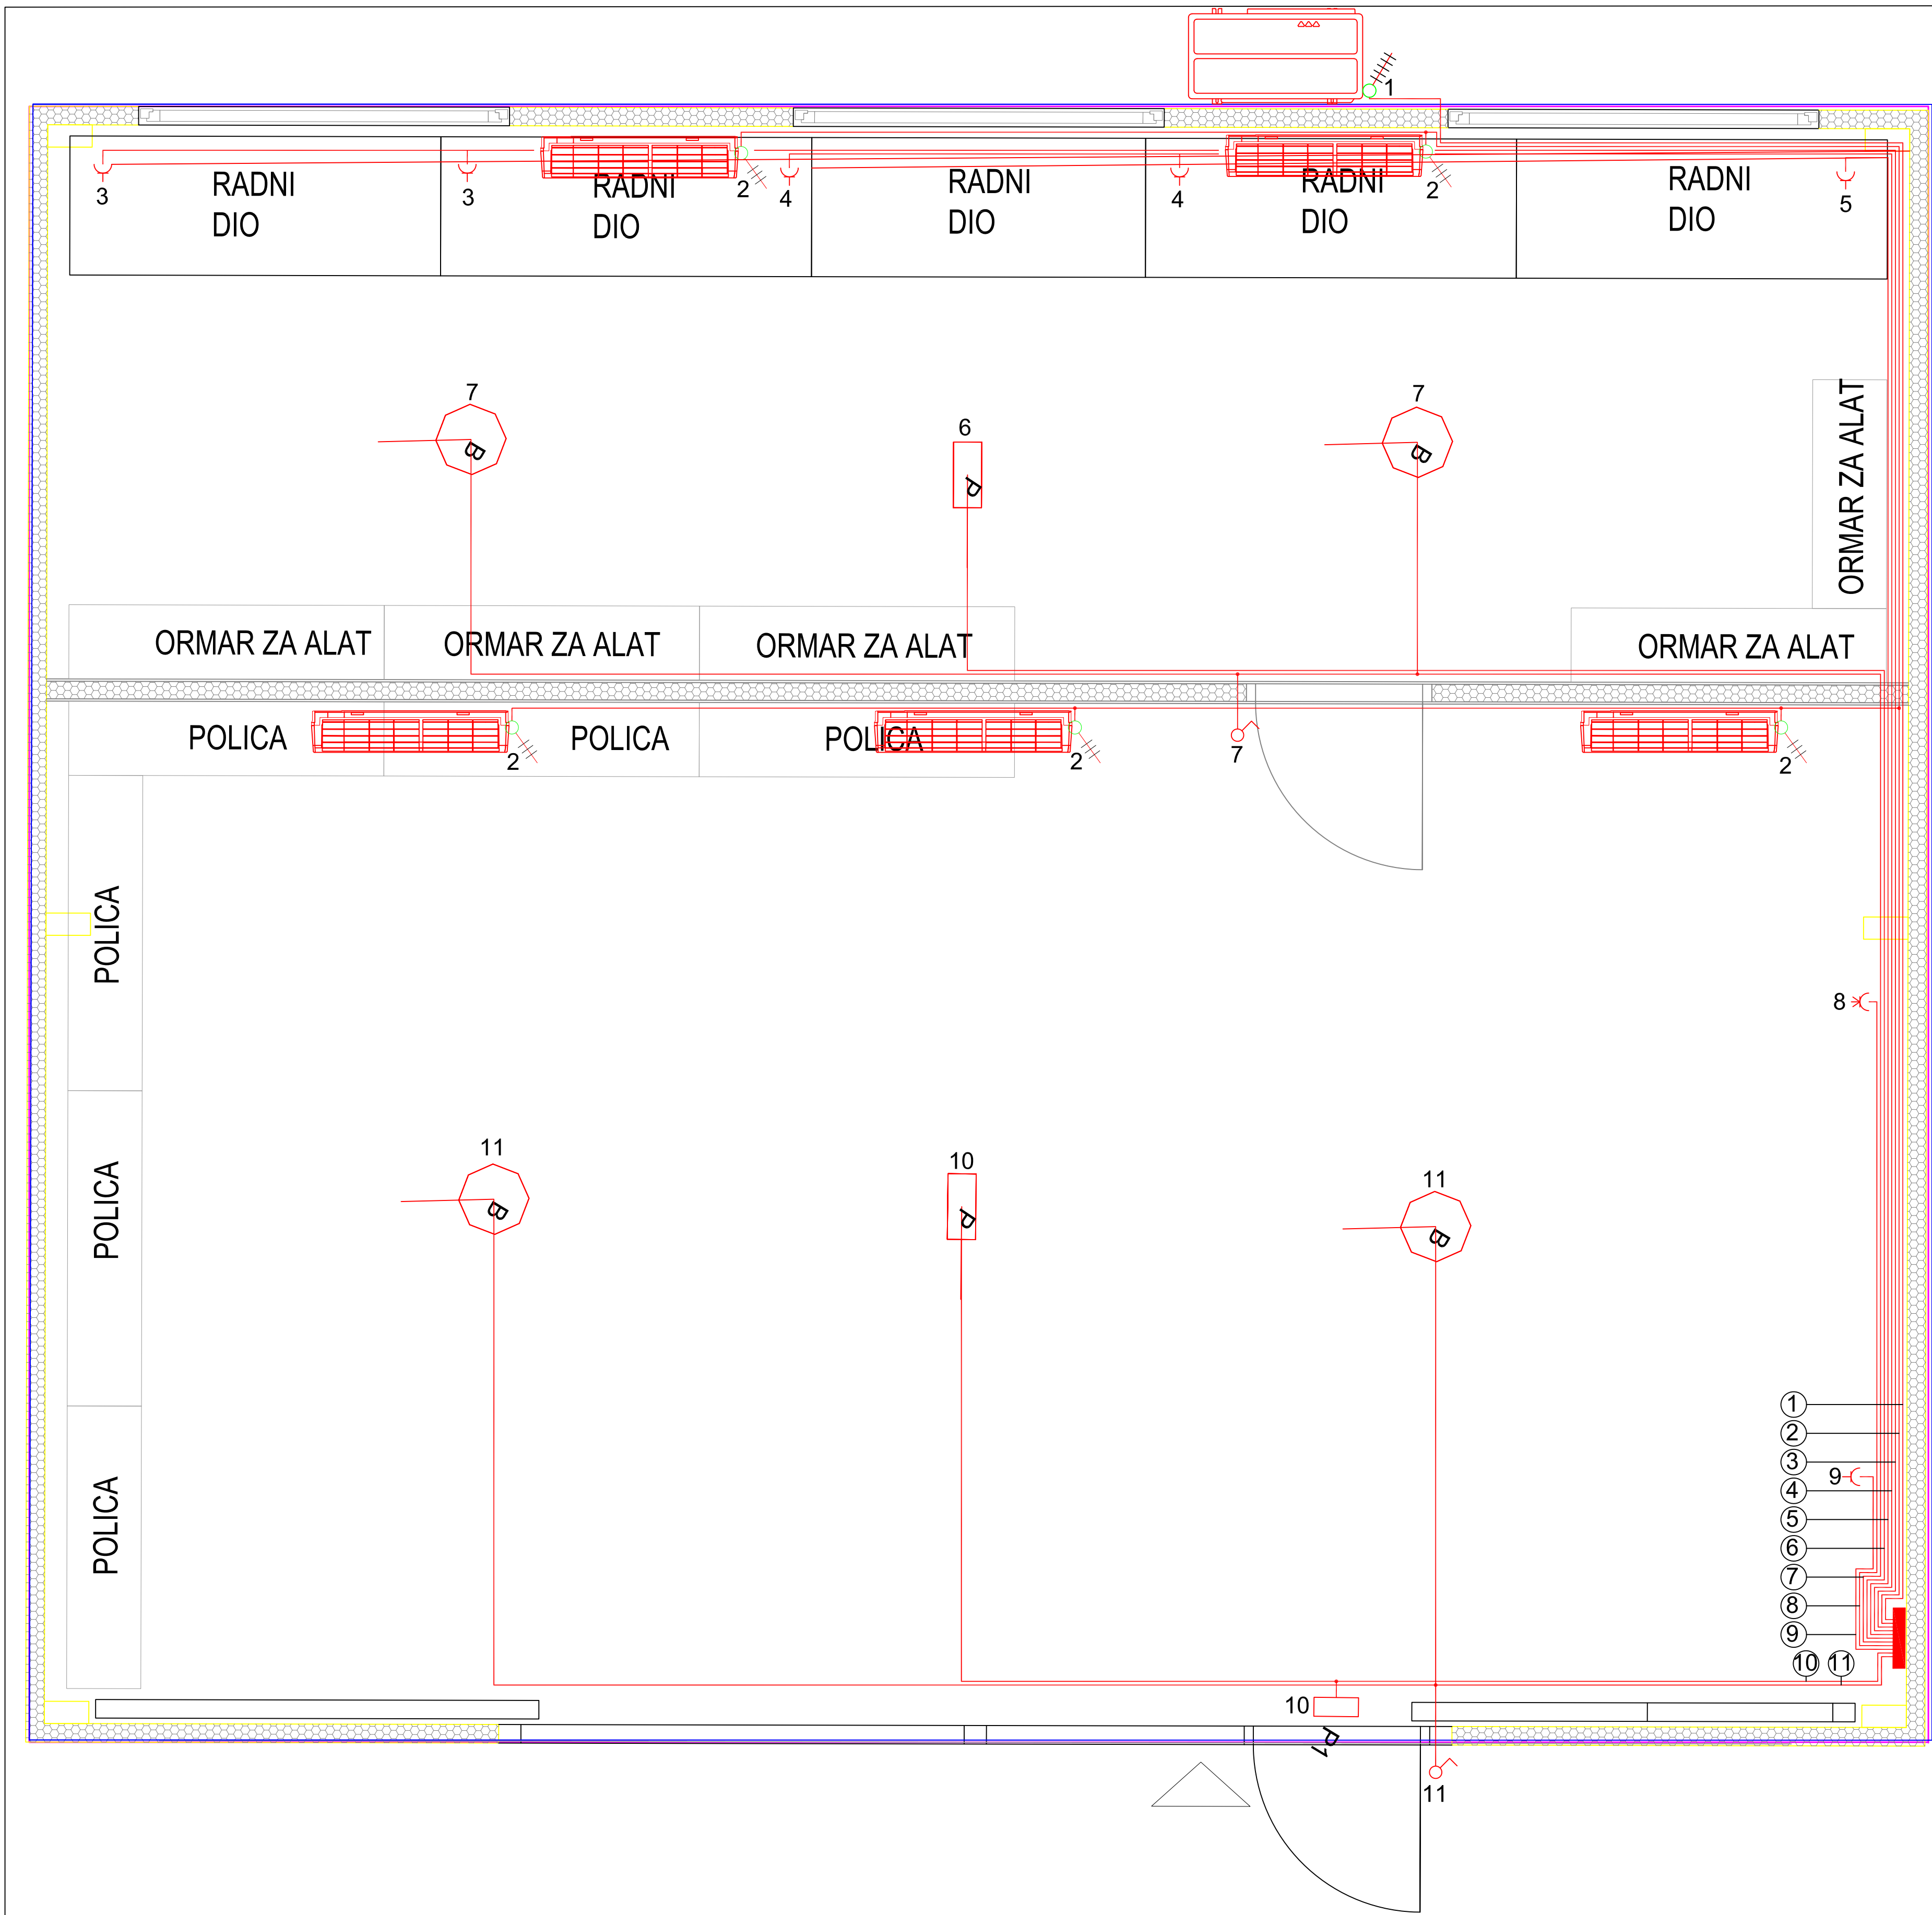 1
3
RADNI
DIO
3
RADNI
DIO
2
4
RADNI
DIO
4
RADNI
DIO
2
RADNI
DIO
5
7
B
6
P
7
B
ORMAR ZA ALAT
ORMAR ZA ALAT
ORMAR ZA ALAT
ORMAR ZA ALAT
ORMAR ZA ALAT
POLICA
2
POLICA
POLICA
2
7
2
POLICA
8
11
B
10
P
11
B
POLICA
POLICA
1
2
3
4
9
5
6
7
8
9
10
11
10
P1
11